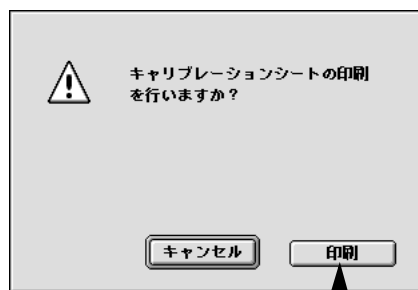 キャリブレーションシートの印刷
を行いますか？
キャンセル
印刷